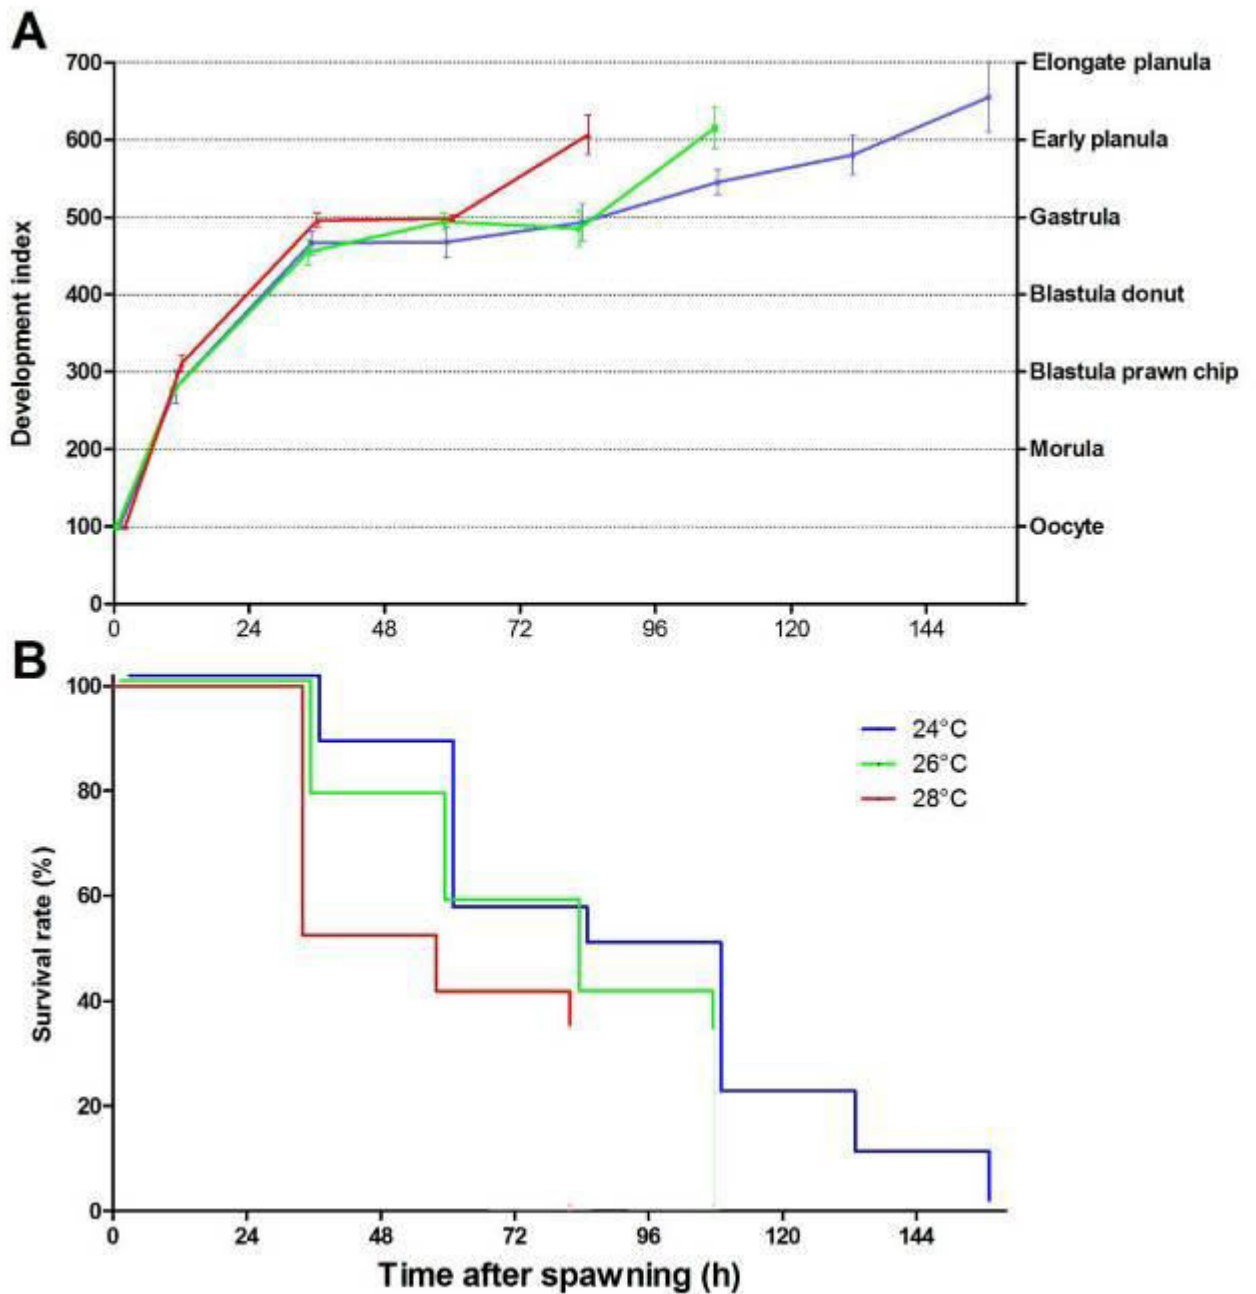 A
700
Elongate planula
600
Early planula
500
Gastrula
400
Blastula donut
300
Blastula prawn chip
200
Morula
100
Oocyte
0
Development index
0 24 48 72 96 120 144
B
100
80
60
40
20
0
Survival rate (%)
24°C
26°C
28°C
0 24 48 72 96 120 144
Time after spawning (h)